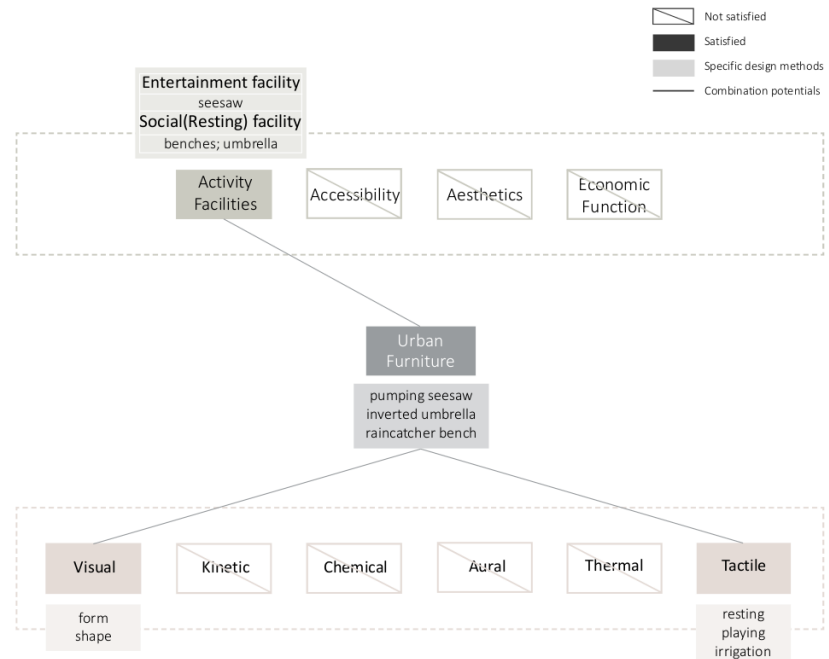 Not satisfied
Satisfied
Specific design methods
Combination potentials
Entertainment facility
seesaw
Social(Resting) facility
benches; umbrella
Activity
Facilities
Accessibility
Aesthetics
Economic
Function
Urban
Furniture
pumping seesaw
inverted umbrella
raincatcher bench
Visual
Kinetic
Chemical
Aural
Thermal
Tactile
form
shape
resting
playing
irrigation